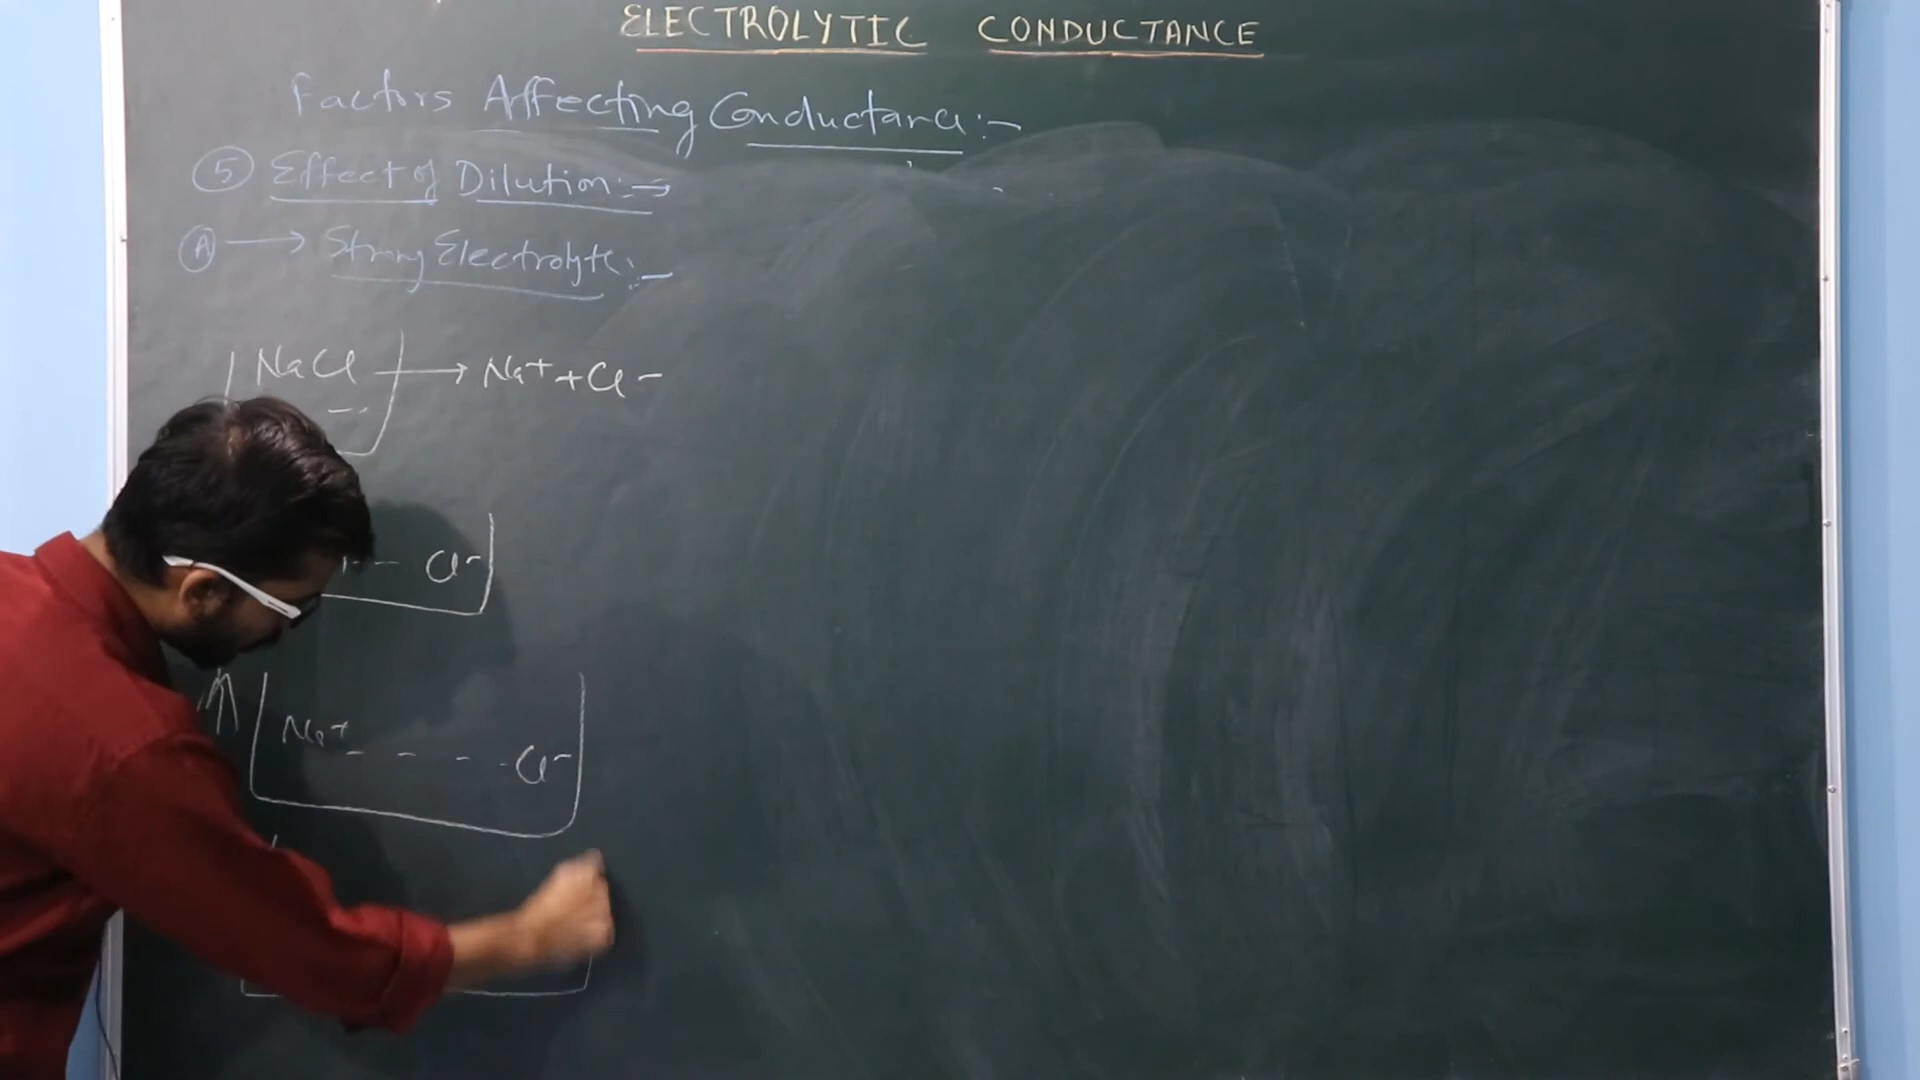 ELECTROLYTIC CONDUCTANCE
Factors Affecting Conductance:-
⑤ Effect of Dilution:→
Ⓐ → Strong Electrolyte:-
NaCl → Na+ + Cl-
-- Cl-
Na+ - - - - Cl-